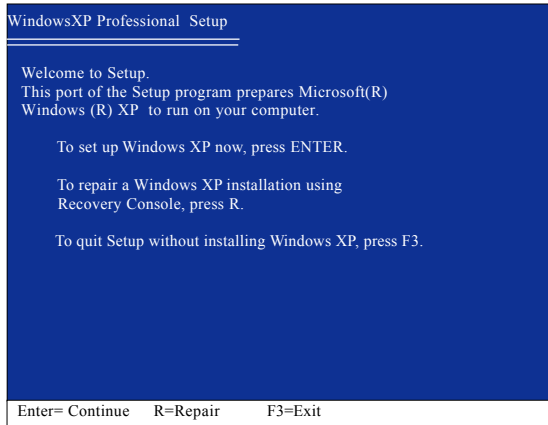 WindowsXP Professional Setup
Welcome to Setup.
This port of the Setup program prepares Microsoft(R)
Windows (R) XP to run on your computer.
To set up Windows XP now, press ENTER.
To repair a Windows XP installation using
Recovery Console, press R.
To quit Setup without installing Windows XP, press F3.
Enter= Continue R=Repair F3=Exit